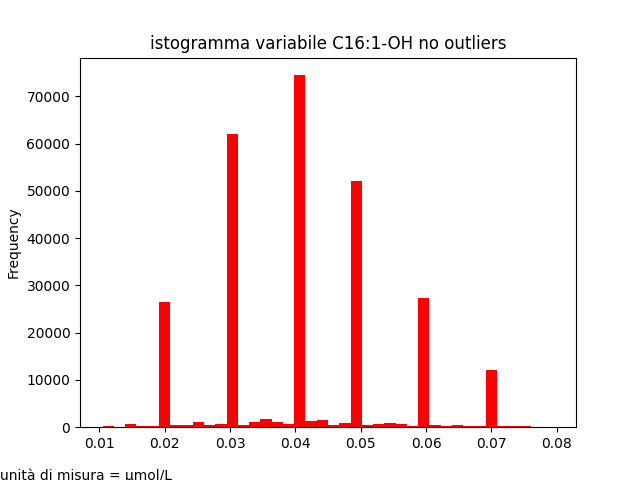 istogramma variabile C16:1-OH no outliers
Frequency
70000
60000
50000
40000
30000
20000
10000
0
0.01 0.02 0.03 0.04 0.05 0.06 0.07 0.08
unità di misura = μmol/L